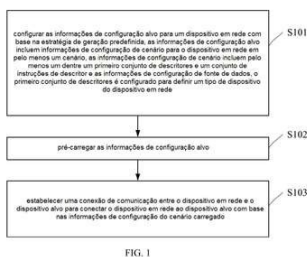 configurar as informações de configuração alvo para um dispositivo em rede com
base na estratégia de geração predefinida, as informações de configuração alvo
incluem informações de configuração de cenário para o dispositivo em rede em
pelo menos um cenário, as informações de configuração de cenário incluem pelo
menos um dentre um primeiro conjunto de descritores e um conjunto de
instruções de descritor e as informações de configuração de fonte de dados, o
primeiro conjunto de descritores é configurado para definir um tipo de dispositivo
do dispositivo em rede
S101
pré-carregar as informações de configuração alvo
S102
estabelecer uma conexão de comunicação entre o dispositivo em rede e o
dispositivo alvo para conectar o dispositivo em rede ao dispositivo alvo com base
nas informações de configuração do cenário carregado
S103
FIG. 1